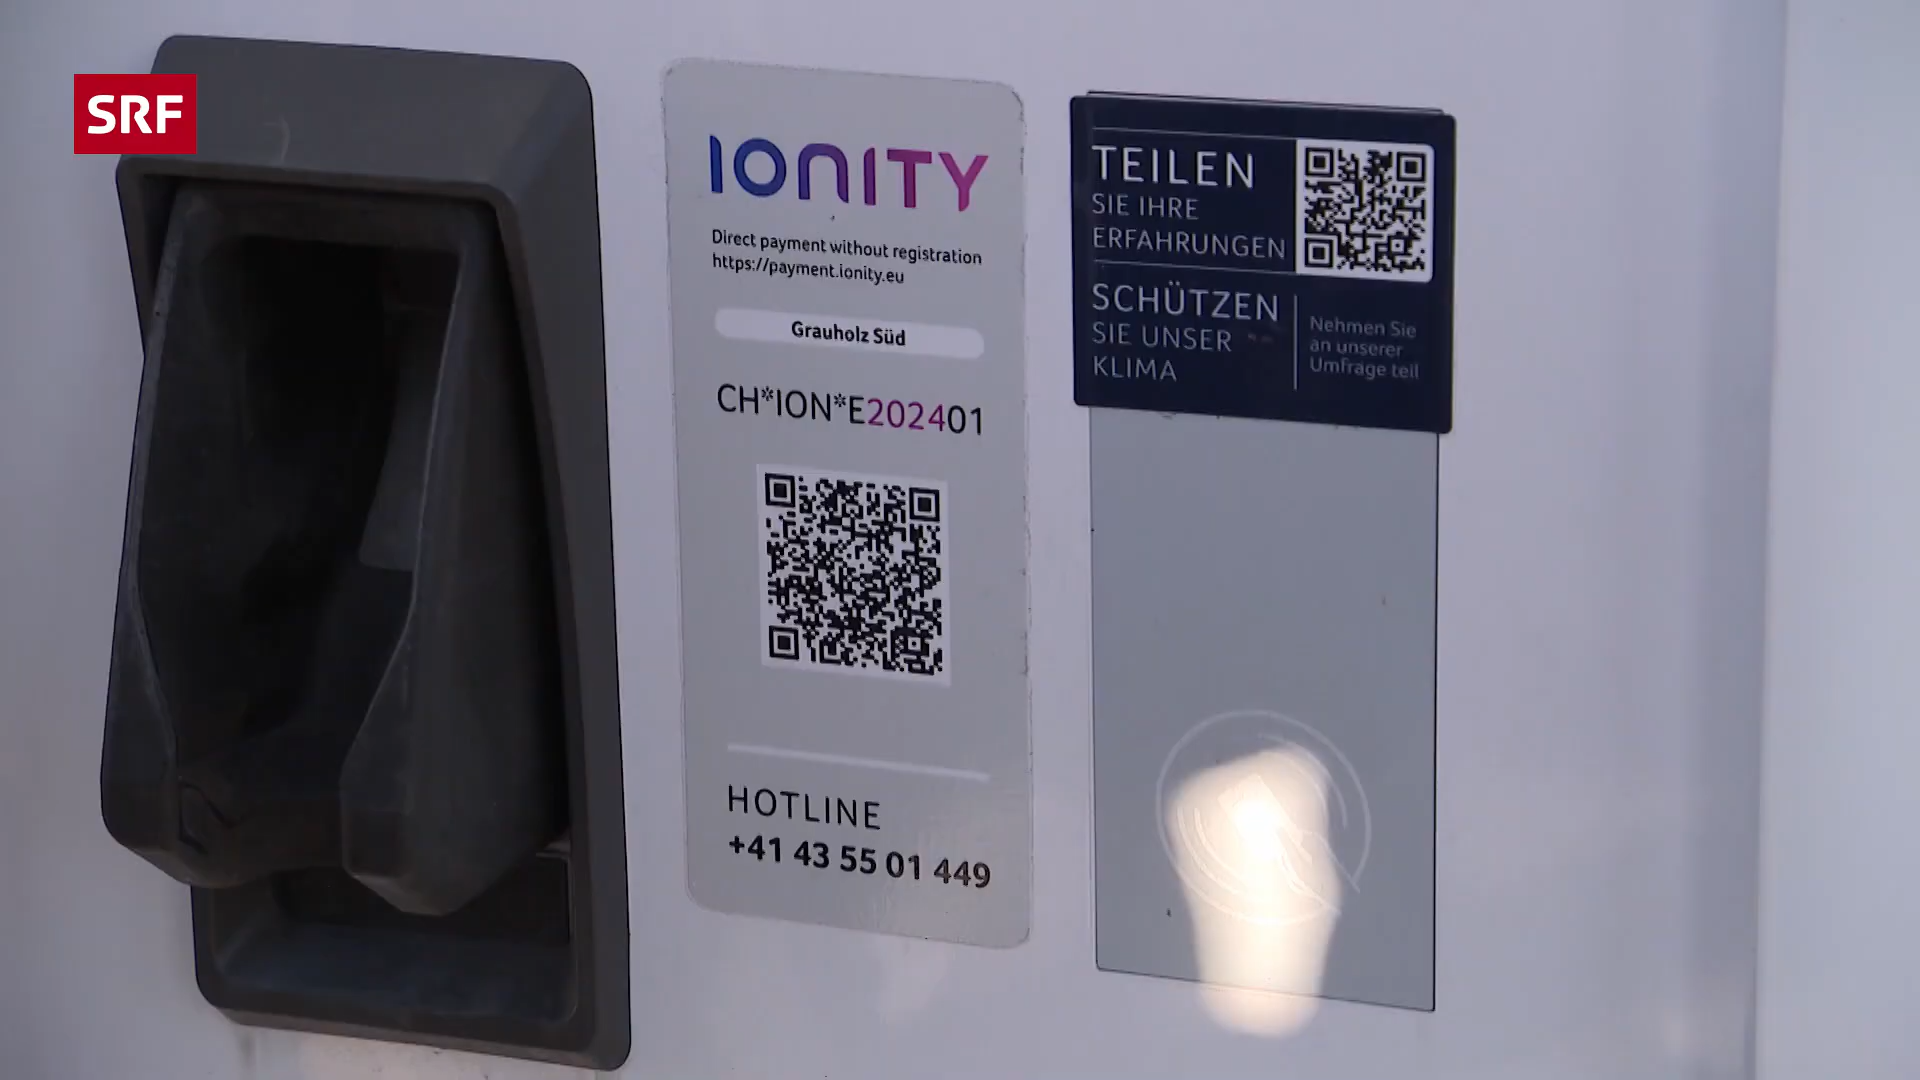 SRF
IONITY
Direct payment without registration
https://payment.ionity.eu
Grauholz Süd
CH*ION*E202401
HOTLINE
+41 43 55 01 449
TEILEN
SIE IHRE
ERFAHRUNGEN
SCHÜTZEN
SIE UNSER
KLIMA
Nehmen Sie
an unserer
Umfrage teil